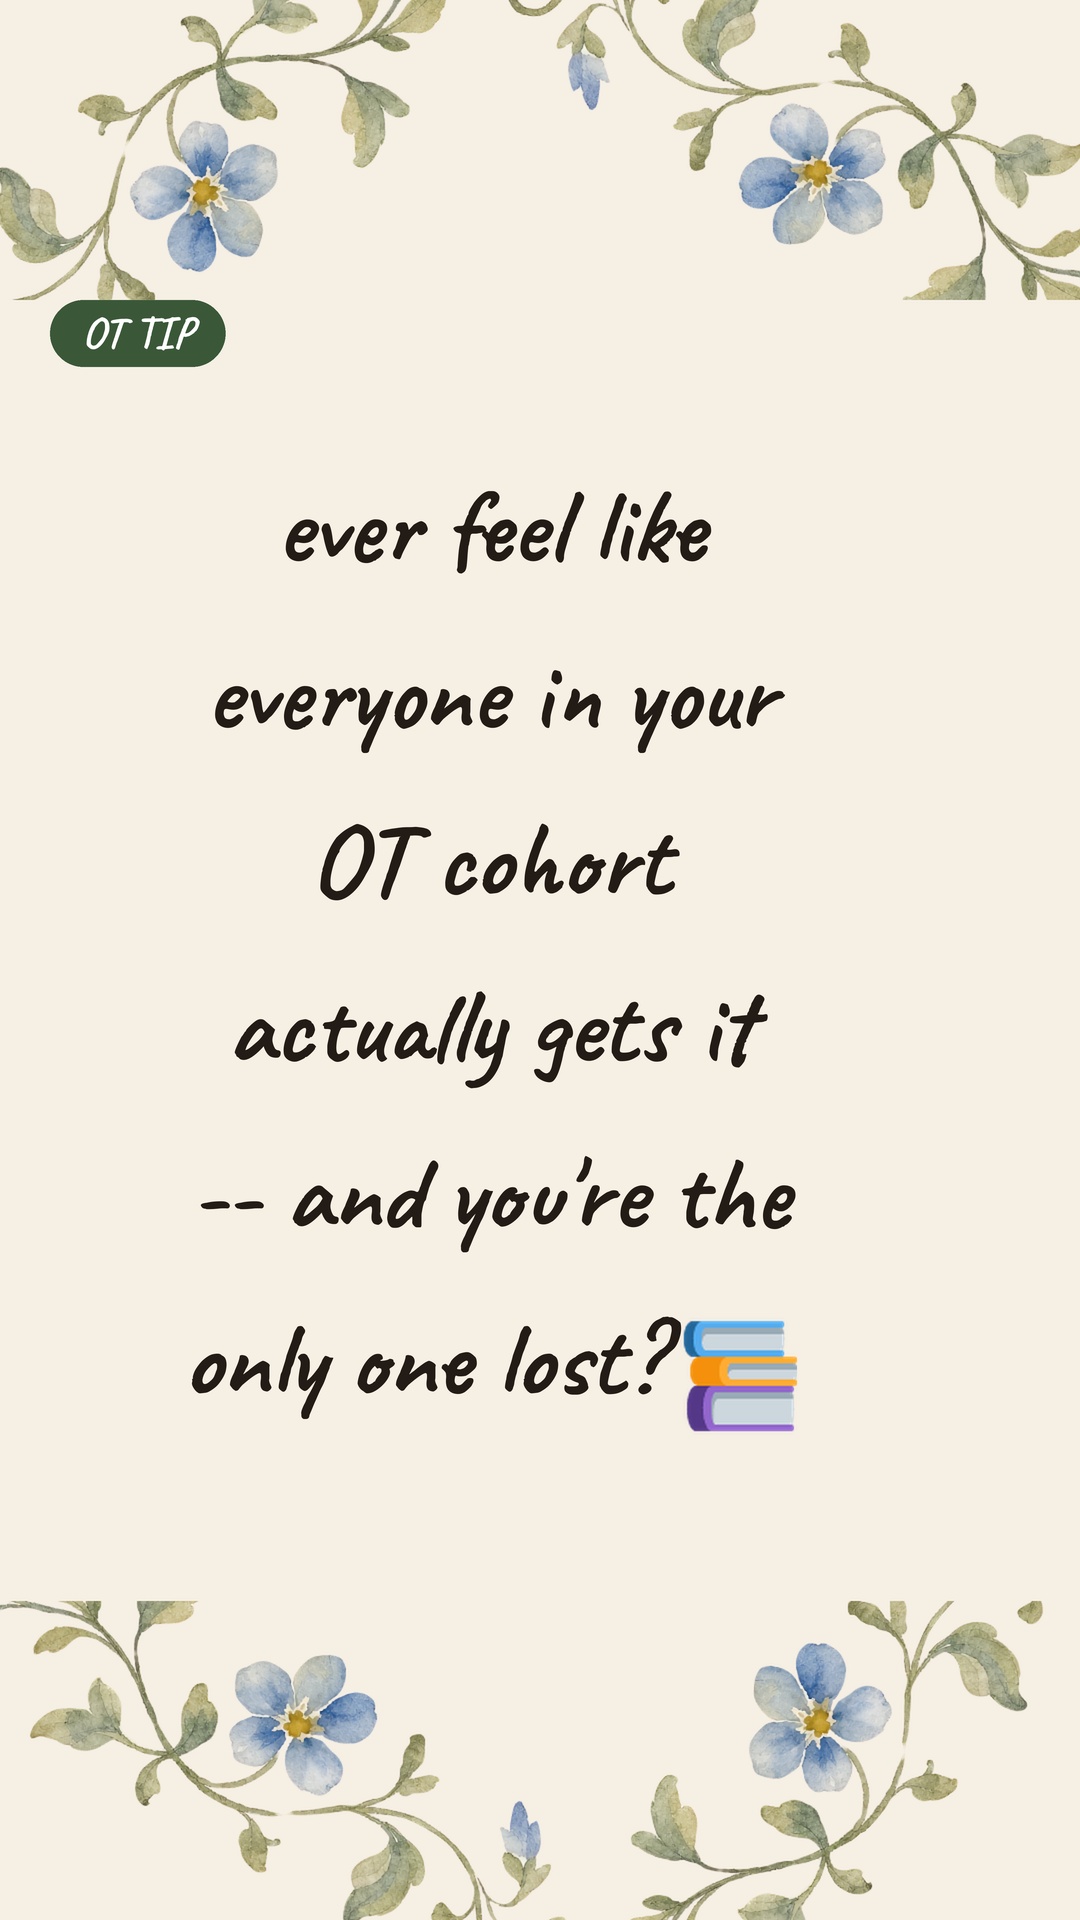 OT TIP
ever feel like
everyone in your
OT cohort
actually gets it
-- and you're the
only one lost?📚